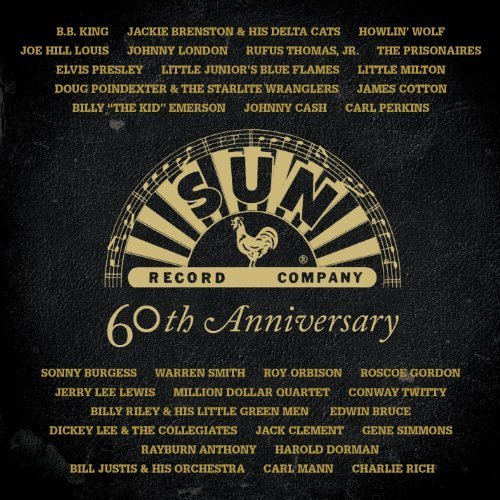 B.B. KING JACKIE BRENSTON & HIS DELTA CATS HOWLIN' WOLF
JOE HILL LOUIS JOHNNY LONDON RUFUS THOMAS, JR. THE PRISONAIRES
ELVIS PRESLEY LITTLE JUNIOR'S BLUE FLAMES LITTLE MILTON
DOUG POINDEXTER & THE STARLITE WRANGLERS JAMES COTTON
BILLY "THE KID" EMERSON JOHNNY CASH CARL PERKINS
SUN
®
RECORD COMPANY
60th Anniversary
SONNY BURGESS WARREN SMITH ROY ORBISON ROSCOE GORDON
JERRY LEE LEWIS MILLION DOLLAR QUARTET CONWAY TWITTY
BILLY RILEY & HIS LITTLE GREEN MEN EDWIN BRUCE
DICKEY LEE & THE COLLEGIATES JACK CLEMENT GENE SIMMONS
RAYBURN ANTHONY HAROLD DORMAN
BILL JUSTIS & HIS ORCHESTRA CARL MANN CHARLIE RICH